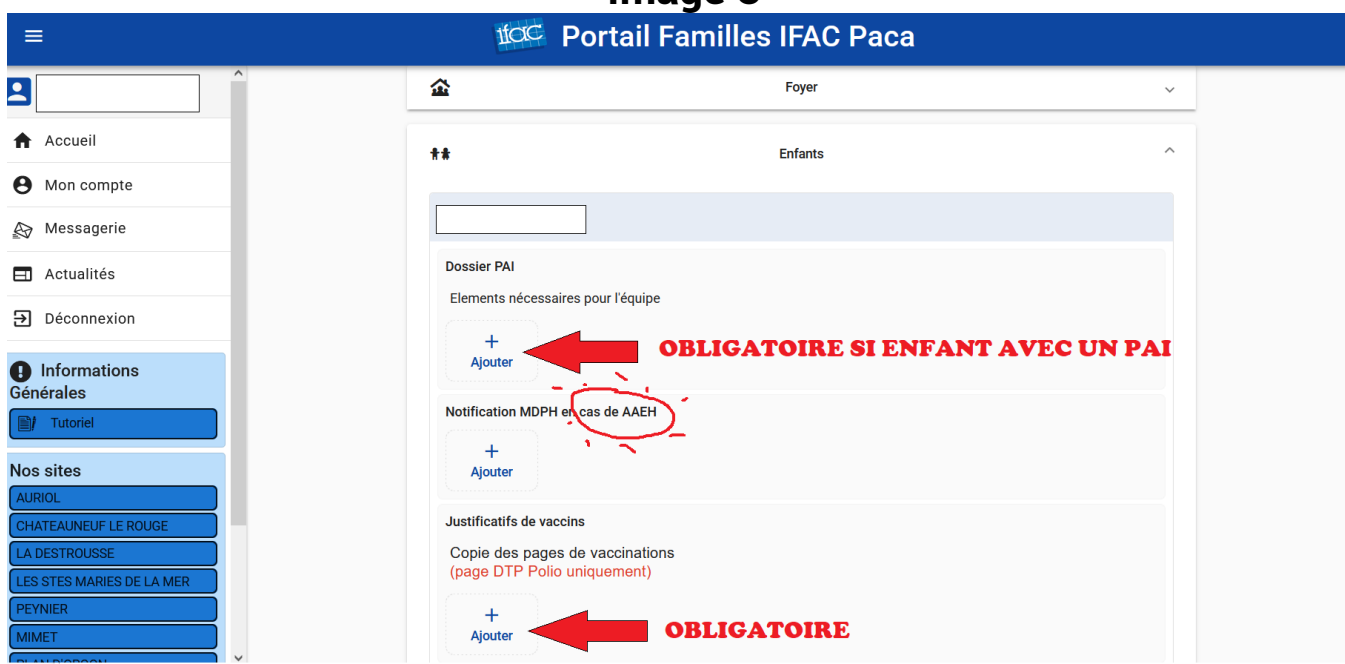 ifac Portail Familles IFAC Paca
Accueil
Mon compte
Messagerie
Actualités
Déconnexion
Informations
Générales
Tutoriel
Nos sites
AURIOL
CHATEAUNEUF LE ROUGE
LA DESTROUSSE
LES STES MARIES DE LA MER
PEYNIER
MIMET
Foyer
Enfants
Dossier PAI
Elements nécessaires pour l'équipe
Ajouter
OBLIGATOIRE SI ENFANT AVEC UN PAI
Notification MDPH en cas de AAEH
Ajouter
Justificatifs de vaccins
Copie des pages de vaccinations
(page DTP Polio uniquement)
Ajouter
OBLIGATOIRE